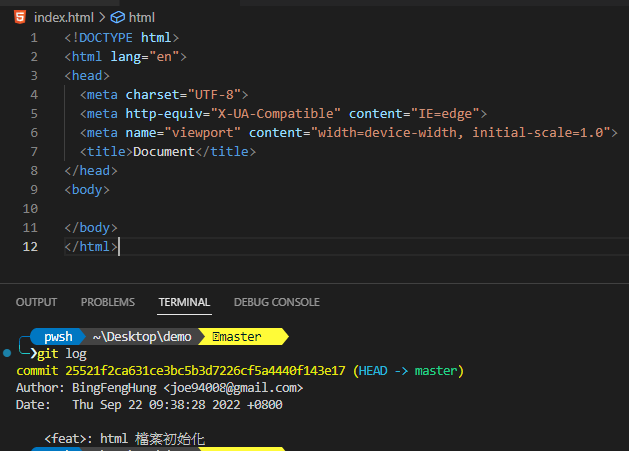 index.html > html
1 <!DOCTYPE html>
2 <html lang="en">
3 <head>
4 <meta charset="UTF-8">
5 <meta http-equiv="X-UA-Compatible" content="IE=edge">
6 <meta name="viewport" content="width=device-width, initial-scale=1.0">
7 <title>Document</title>
8 </head>
9 <body>
10
11 </body>
12 </html>
OUTPUT PROBLEMS TERMINAL DEBUG CONSOLE
pwsh ~\Desktop\demo master
git log
commit 25521f2ca631ce3bc5b3d7226cf5a4440f143e17 (HEAD -> master)
Author: BingFengHung <joe94008@gmail.com>
Date: Thu Sep 22 09:38:28 2022 +0800
<feat>: html 檔案初始化